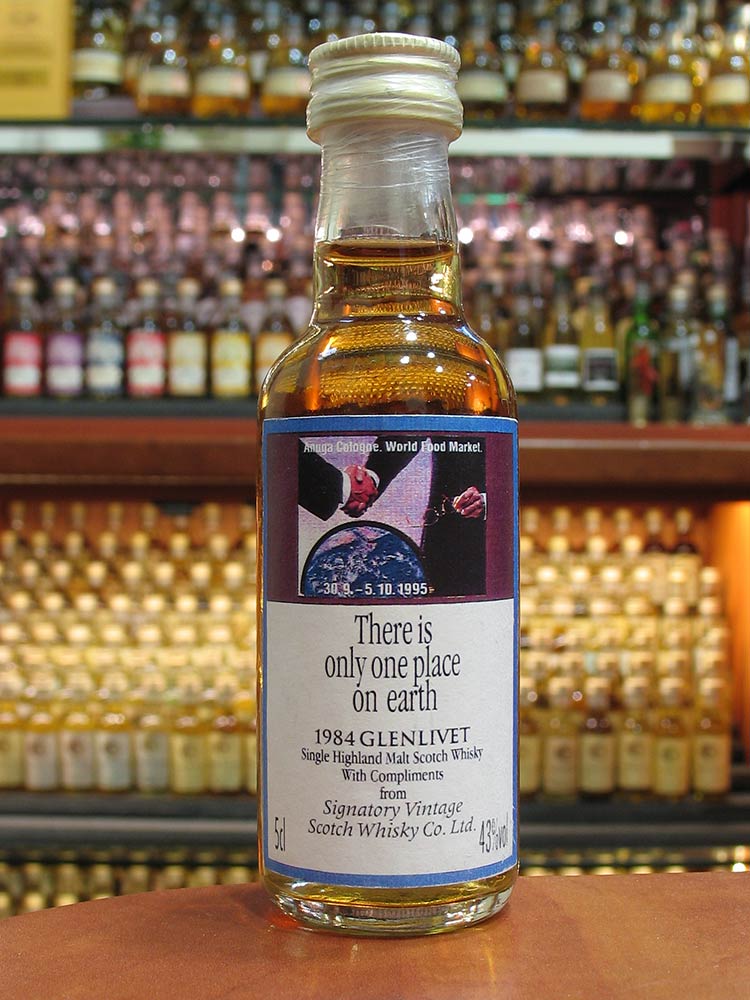 Anuga Cologne. World Food Market.
30.9.-5.10.1995
There is
only one place
on earth
1984 GLENLIVET
Single Highland Malt Scotch Whisky
With Compliments
from
Signatory Vintage
Scotch Whisky Co. Ltd.
5cl 43%vol